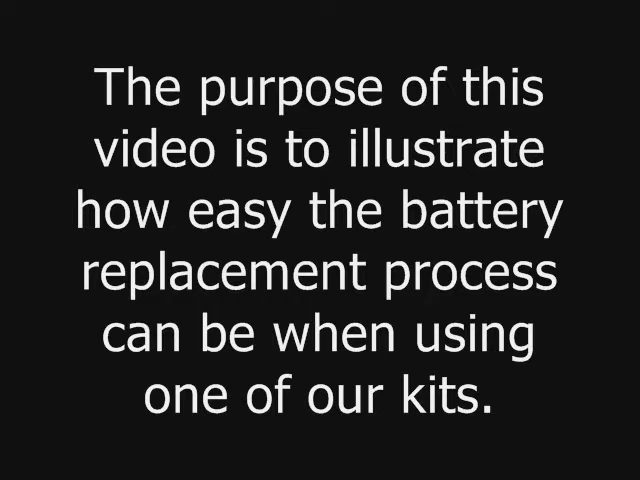 The purpose of this
video is to illustrate
how easy the battery
replacement process
can be when using
one of our kits.